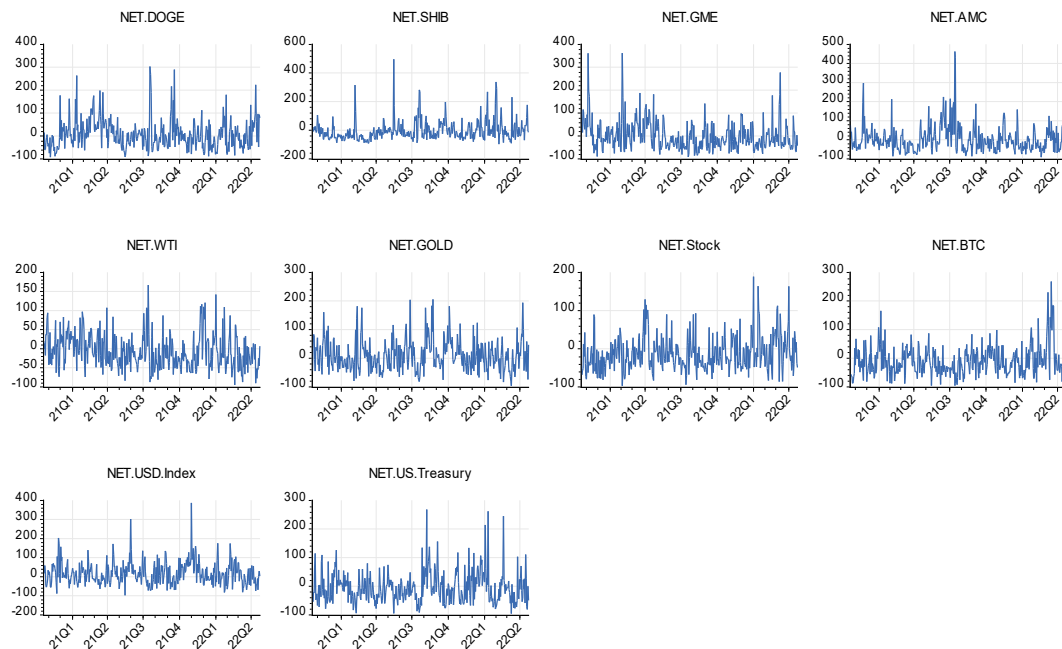 NET.DOGE NET.SHIB NET.GME NET.AMC
400 300 200 100 0 -100
21Q1 21Q2 21Q3 21Q4 22Q1 22Q2
600 400 200 0 -200
21Q1 21Q2 21Q3 21Q4 22Q1 22Q2
400 300 200 100 0 -100
21Q1 21Q2 21Q3 21Q4 22Q1 22Q2
500 400 300 200 100 0 -100
21Q1 21Q2 21Q3 21Q4 22Q1 22Q2
NET.WTI NET.GOLD NET.Stock NET.BTC
200 150 100 50 0 -50 -100
21Q1 21Q2 21Q3 21Q4 22Q1 22Q2
300 200 100 0 -100
21Q1 21Q2 21Q3 21Q4 22Q1 22Q2
200 100 0 -100
21Q1 21Q2 21Q3 21Q4 22Q1 22Q2
300 200 100 0 -100
21Q1 21Q2 21Q3 21Q4 22Q1 22Q2
NET.USD.Index NET.US.Treasury
400 300 200 100 0 -100 -200
21Q1 21Q2 21Q3 21Q4 22Q1 22Q2
300 200 100 0 -100
21Q1 21Q2 21Q3 21Q4 22Q1 22Q2